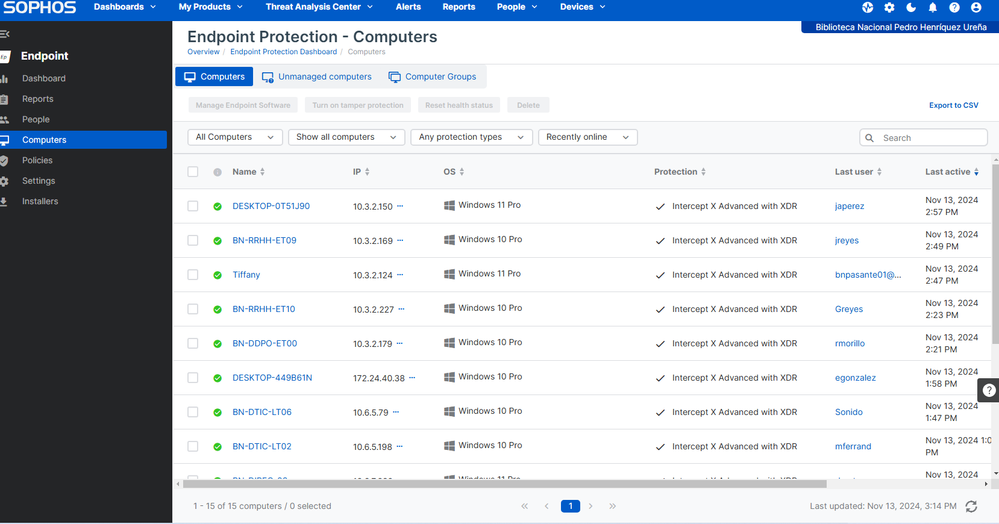 SOPHOS Dashboards My Products Threat Analysis Center Alerts Reports People Devices
Biblioteca Nacional Pedro Henríquez Ureña
Ep Endpoint
Dashboard
Reports
People
Computers
Policies
Settings
Installers
Endpoint Protection - Computers
Overview / Endpoint Protection Dashboard / Computers
Computers Unmanaged computers Computer Groups
Manage Endpoint Software Turn on tamper protection Reset health status Delete Export to CSV
All Computers Show all computers Any protection types Recently online Search
Name IP OS Protection Last user Last active
DESKTOP-0T51J90 10.3.2.150 ... Windows 11 Pro Intercept X Advanced with XDR japerez Nov 13, 2024
2:57 PM
BN-RRHH-ET09 10.3.2.169 ... Windows 10 Pro Intercept X Advanced with XDR jreyes Nov 13, 2024
2:49 PM
Tiffany 10.3.2.124 ... Windows 11 Pro Intercept X Advanced with XDR bnpasante01@... Nov 13, 2024
2:47 PM
BN-RRHH-ET10 10.3.2.227 ... Windows 10 Pro Intercept X Advanced with XDR Greyes Nov 13, 2024
2:23 PM
BN-DDPO-ET00 10.3.2.179 ... Windows 10 Pro Intercept X Advanced with XDR rmorillo Nov 13, 2024
2:21 PM
DESKTOP-449B61N 172.24.40.38 ... Windows 10 Pro Intercept X Advanced with XDR egonzalez Nov 13, 2024
1:58 PM
BN-DTIC-LT06 10.6.5.79 ... Windows 10 Pro Intercept X Advanced with XDR Sonido Nov 13, 2024
1:47 PM
BN-DTIC-LT02 10.6.5.198 ... Windows 10 Pro Intercept X Advanced with XDR mferrand Nov 13, 2024 1:0
PM
Windows 11 Pro Intercept X Advanced with XDR Nov 13, 2024
1 - 15 of 15 computers / 0 selected « ‹ 1 › » Last updated: Nov 13, 2024, 3:14 PM